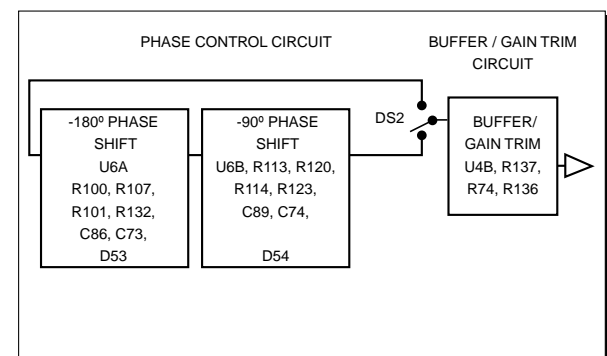 PHASE CONTROL CIRCUIT
BUFFER / GAIN TRIM
CIRCUIT
-180º PHASE
SHIFT
U6A
R100, R107,
R101, R132,
C86, C73,
D53
-90º PHASE
SHIFT
U6B, R113, R120,
R114, R123,
C89, C74,
D54
DS2
BUFFER/
GAIN TRIM
U4B, R137,
R74, R136